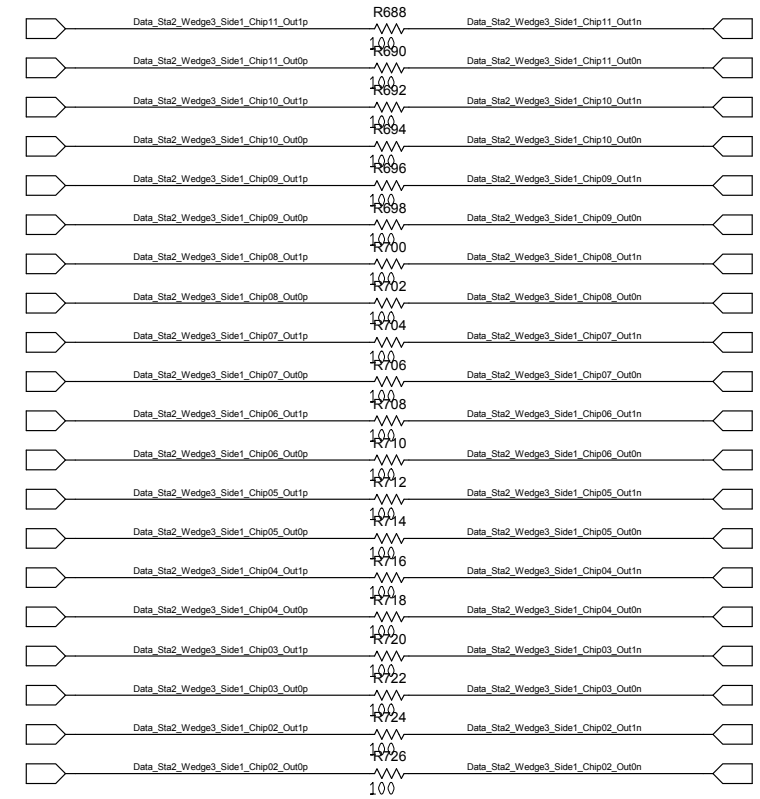 R688
Data_Sta2_Wedge3_Side1_Chip11_Out1p Data_Sta2_Wedge3_Side1_Chip11_Out1n
100
R690
Data_Sta2_Wedge3_Side1_Chip11_Out0p Data_Sta2_Wedge3_Side1_Chip11_Out0n
100
R692
Data_Sta2_Wedge3_Side1_Chip10_Out1p Data_Sta2_Wedge3_Side1_Chip10_Out1n
100
R694
Data_Sta2_Wedge3_Side1_Chip10_Out0p Data_Sta2_Wedge3_Side1_Chip10_Out0n
100
R696
Data_Sta2_Wedge3_Side1_Chip09_Out1p Data_Sta2_Wedge3_Side1_Chip09_Out1n
100
R698
Data_Sta2_Wedge3_Side1_Chip09_Out0p Data_Sta2_Wedge3_Side1_Chip09_Out0n
100
R700
Data_Sta2_Wedge3_Side1_Chip08_Out1p Data_Sta2_Wedge3_Side1_Chip08_Out1n
100
R702
Data_Sta2_Wedge3_Side1_Chip08_Out0p Data_Sta2_Wedge3_Side1_Chip08_Out0n
100
R704
Data_Sta2_Wedge3_Side1_Chip07_Out1p Data_Sta2_Wedge3_Side1_Chip07_Out1n
100
R706
Data_Sta2_Wedge3_Side1_Chip07_Out0p Data_Sta2_Wedge3_Side1_Chip07_Out0n
100
R708
Data_Sta2_Wedge3_Side1_Chip06_Out1p Data_Sta2_Wedge3_Side1_Chip06_Out1n
100
R710
Data_Sta2_Wedge3_Side1_Chip06_Out0p Data_Sta2_Wedge3_Side1_Chip06_Out0n
100
R712
Data_Sta2_Wedge3_Side1_Chip05_Out1p Data_Sta2_Wedge3_Side1_Chip05_Out1n
100
R714
Data_Sta2_Wedge3_Side1_Chip05_Out0p Data_Sta2_Wedge3_Side1_Chip05_Out0n
100
R716
Data_Sta2_Wedge3_Side1_Chip04_Out1p Data_Sta2_Wedge3_Side1_Chip04_Out1n
100
R718
Data_Sta2_Wedge3_Side1_Chip04_Out0p Data_Sta2_Wedge3_Side1_Chip04_Out0n
100
R720
Data_Sta2_Wedge3_Side1_Chip03_Out1p Data_Sta2_Wedge3_Side1_Chip03_Out1n
100
R722
Data_Sta2_Wedge3_Side1_Chip03_Out0p Data_Sta2_Wedge3_Side1_Chip03_Out0n
100
R724
Data_Sta2_Wedge3_Side1_Chip02_Out1p Data_Sta2_Wedge3_Side1_Chip02_Out1n
100
R726
Data_Sta2_Wedge3_Side1_Chip02_Out0p Data_Sta2_Wedge3_Side1_Chip02_Out0n
100